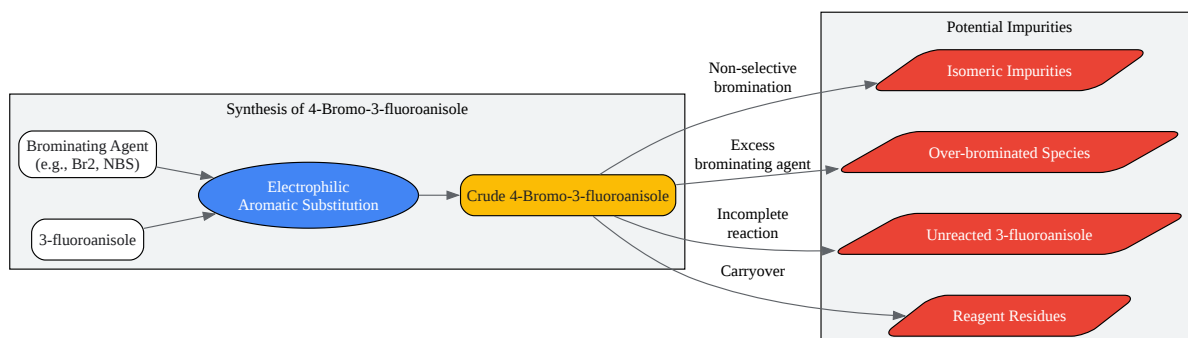 Potential Impurities
Non-selective
bromination
Isomeric Impurities
Synthesis of 4-Bromo-3-fluoroanisole
Brominating Agent
(e.g., Br2, NBS)
Excess
brominating agent
Over-brominated Species
Electrophilic
Aromatic Substitution
Crude 4-Bromo-3-fluoroanisole
3-fluoroanisole
Incomplete
reaction
Unreacted 3-fluoroanisole
Carryover
Reagent Residues